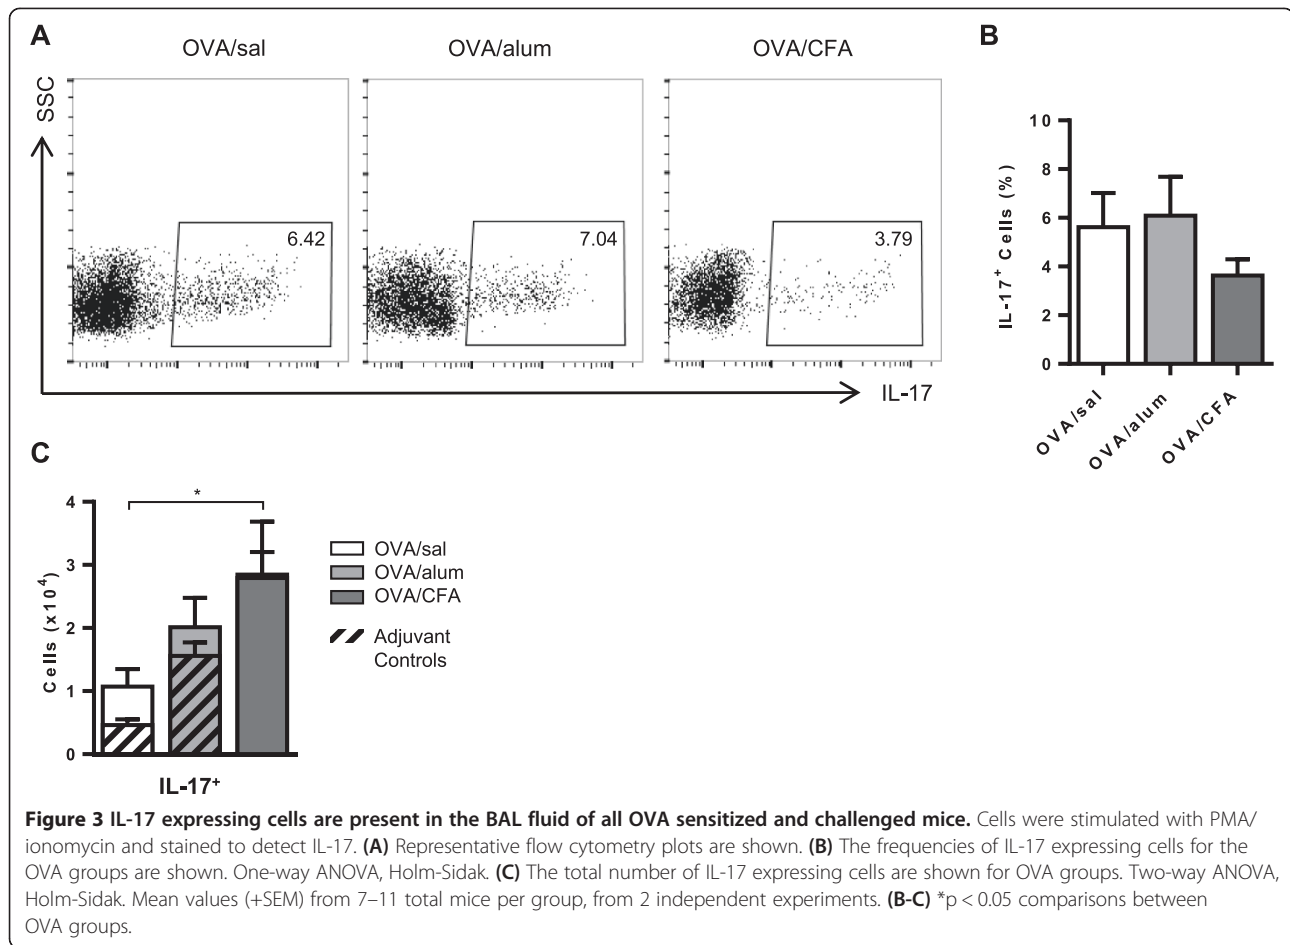 A
OVA/sal
OVA/alum
OVA/CFA
SSC
6.42
7.04
3.79
IL-17
B
10
8
6
4
2
0
IL-17+ Cells (%)
OVA/sal
OVA/alum
OVA/CFA
C
*
4
3
2
1
0
Cells (x10⁴)
IL-17⁺
OVA/sal
OVA/alum
OVA/CFA
Adjuvant
Controls
Figure 3 IL-17 expressing cells are present in the BAL fluid of all OVA sensitized and challenged mice. Cells were stimulated with PMA/
ionomycin and stained to detect IL-17. (A) Representative flow cytometry plots are shown. (B) The frequencies of IL-17 expressing cells for the
OVA groups are shown. One-way ANOVA, Holm-Sidak. (C) The total number of IL-17 expressing cells are shown for OVA groups. Two-way ANOVA,
Holm-Sidak. Mean values (+SEM) from 7–11 total mice per group, from 2 independent experiments. (B-C) *p < 0.05 comparisons between
OVA groups.